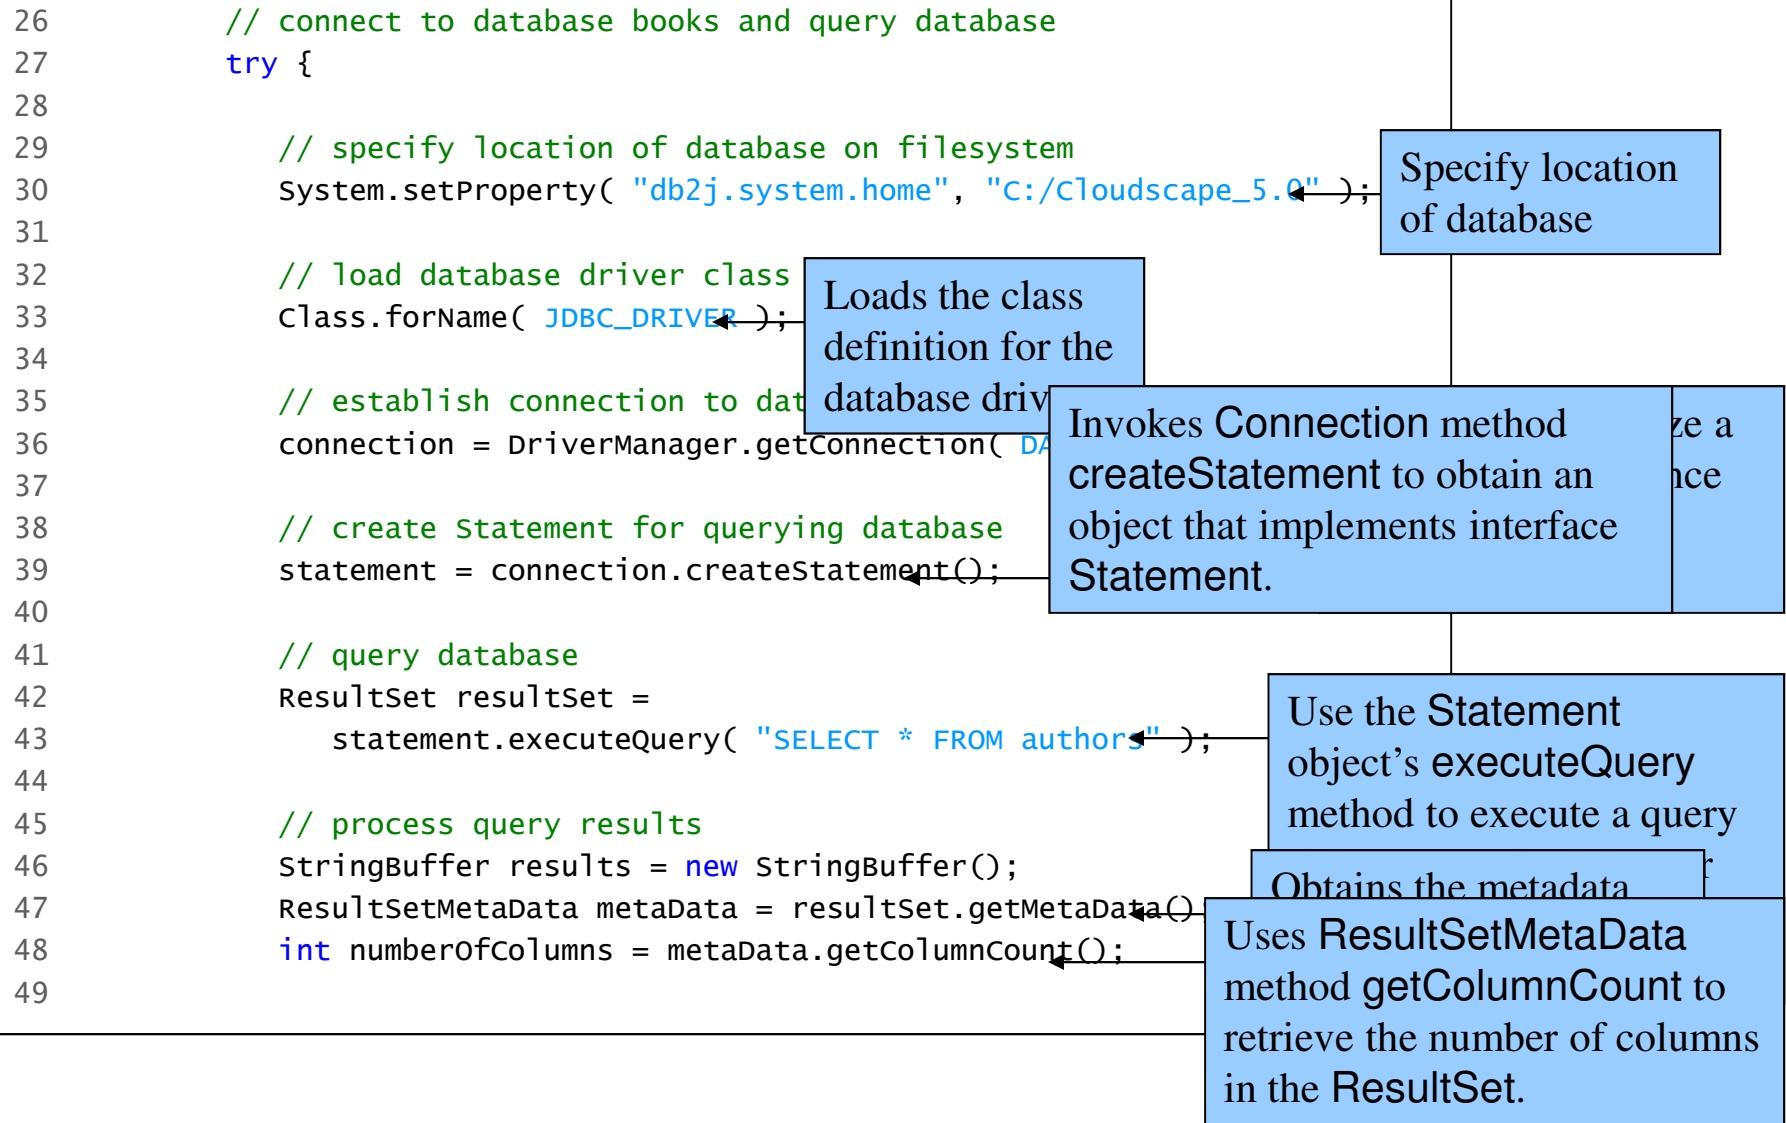 26 // connect to database books and query database
27 try {
28
29 // specify location of database on filesystem
30 System.setProperty( "db2j.system.home", "C:/Cloudscape_5.0" );
31
32 // load database driver class
33 Class.forName( JDBC_DRIVER );
34
35 // establish connection to
36 connection = DriverManager.getConnection(
37
38 // create Statement for querying database
39 statement = connection.createStatement();
40
41 // query database
42 ResultSet resultSet =
43 statement.executeQuery( "SELECT * FROM authors" );
44
45 // process query results
46 StringBuffer results = new StringBuffer();
47 ResultSetMetaData metaData = resultSet.getMetaData();
48 int numberOfColumns = metaData.getColumnCount();
49
Specify location
of database
Loads the class
definition for the
database
Invokes Connection method
createStatement to obtain an
object that implements interface
Statement.
a
Use the Statement
object's executeQuery
method to execute a query
Obtains the metadata
Uses ResultSetMetaData
method getColumnCount to
retrieve the number of columns
in the ResultSet.